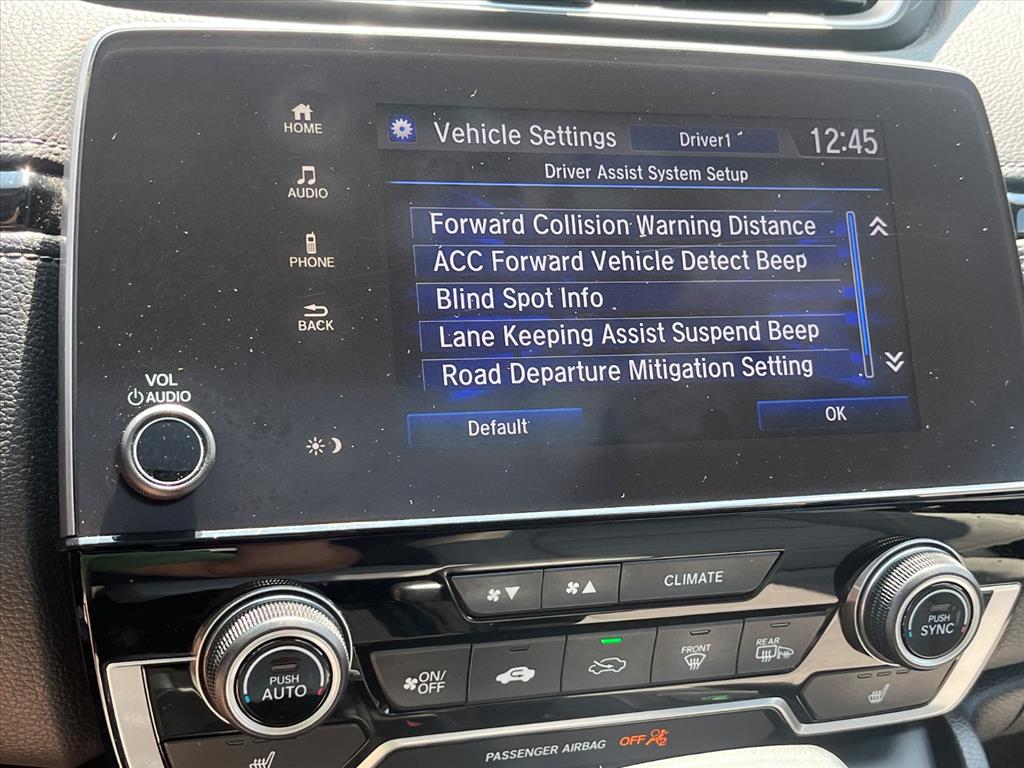 HOME
Vehicle Settings Driver1 12:45
Driver Assist System Setup
AUDIO
Forward Collision Warning Distance
ACC Forward Vehicle Detect Beep
PHONE
Blind Spot Info
BACK
Lane Keeping Assist Suspend Beep
Road Departure Mitigation Setting
VOL
AUDIO
Default OK
CLIMATE
PUSH
AUTO
ON/
OFF
FRONT
REAR
PUSH
SYNC
PASSENGER AIRBAG OFF 2